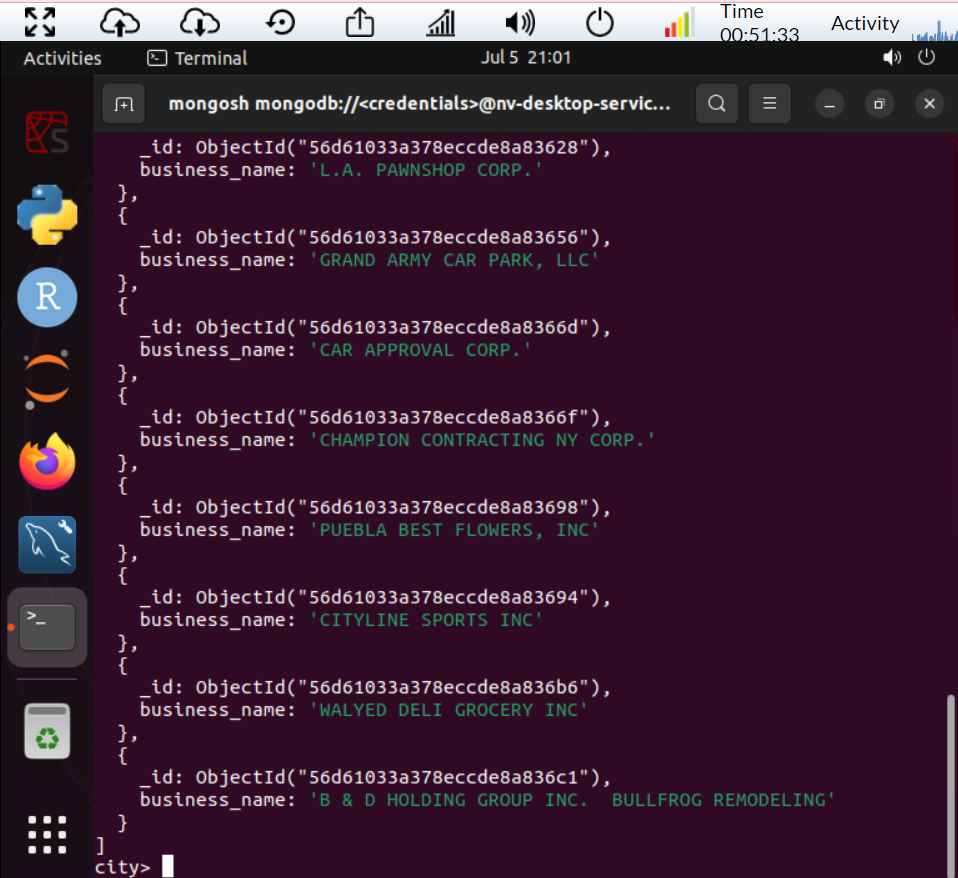 Time
00:51:33
Activity
Activities
Terminal
Jul 5 21:01
mongosh mongodb://<credentials>@nv-desktop-servic...
_id: ObjectId("56d61033a378eccde8a83628"),
business_name: 'L.A. PAWNSHOP CORP.'
},
{
_id: ObjectId("56d61033a378eccde8a83656"),
business_name: 'GRAND ARMY CAR PARK, LLC'
},
{
_id: ObjectId("56d61033a378eccde8a8366d"),
business_name: 'CAR APPROVAL CORP.'
},
{
_id: ObjectId("56d61033a378eccde8a8366f"),
business_name: 'CHAMPION CONTRACTING NY CORP.'
},
{
_id: ObjectId("56d61033a378eccde8a83698"),
business_name: 'PUEBLA BEST FLOWERS, INC'
},
{
_id: ObjectId("56d61033a378eccde8a83694"),
business_name: 'CITYLINE SPORTS INC'
},
{
_id: ObjectId("56d61033a378eccde8a836b6"),
business_name: 'WALYED DELI GROCERY INC'
},
{
_id: ObjectId("56d61033a378eccde8a836c1"),
business_name: 'B & D HOLDING GROUP INC.  BULLFROG REMODELING'
}
]
city>
S
R
>_